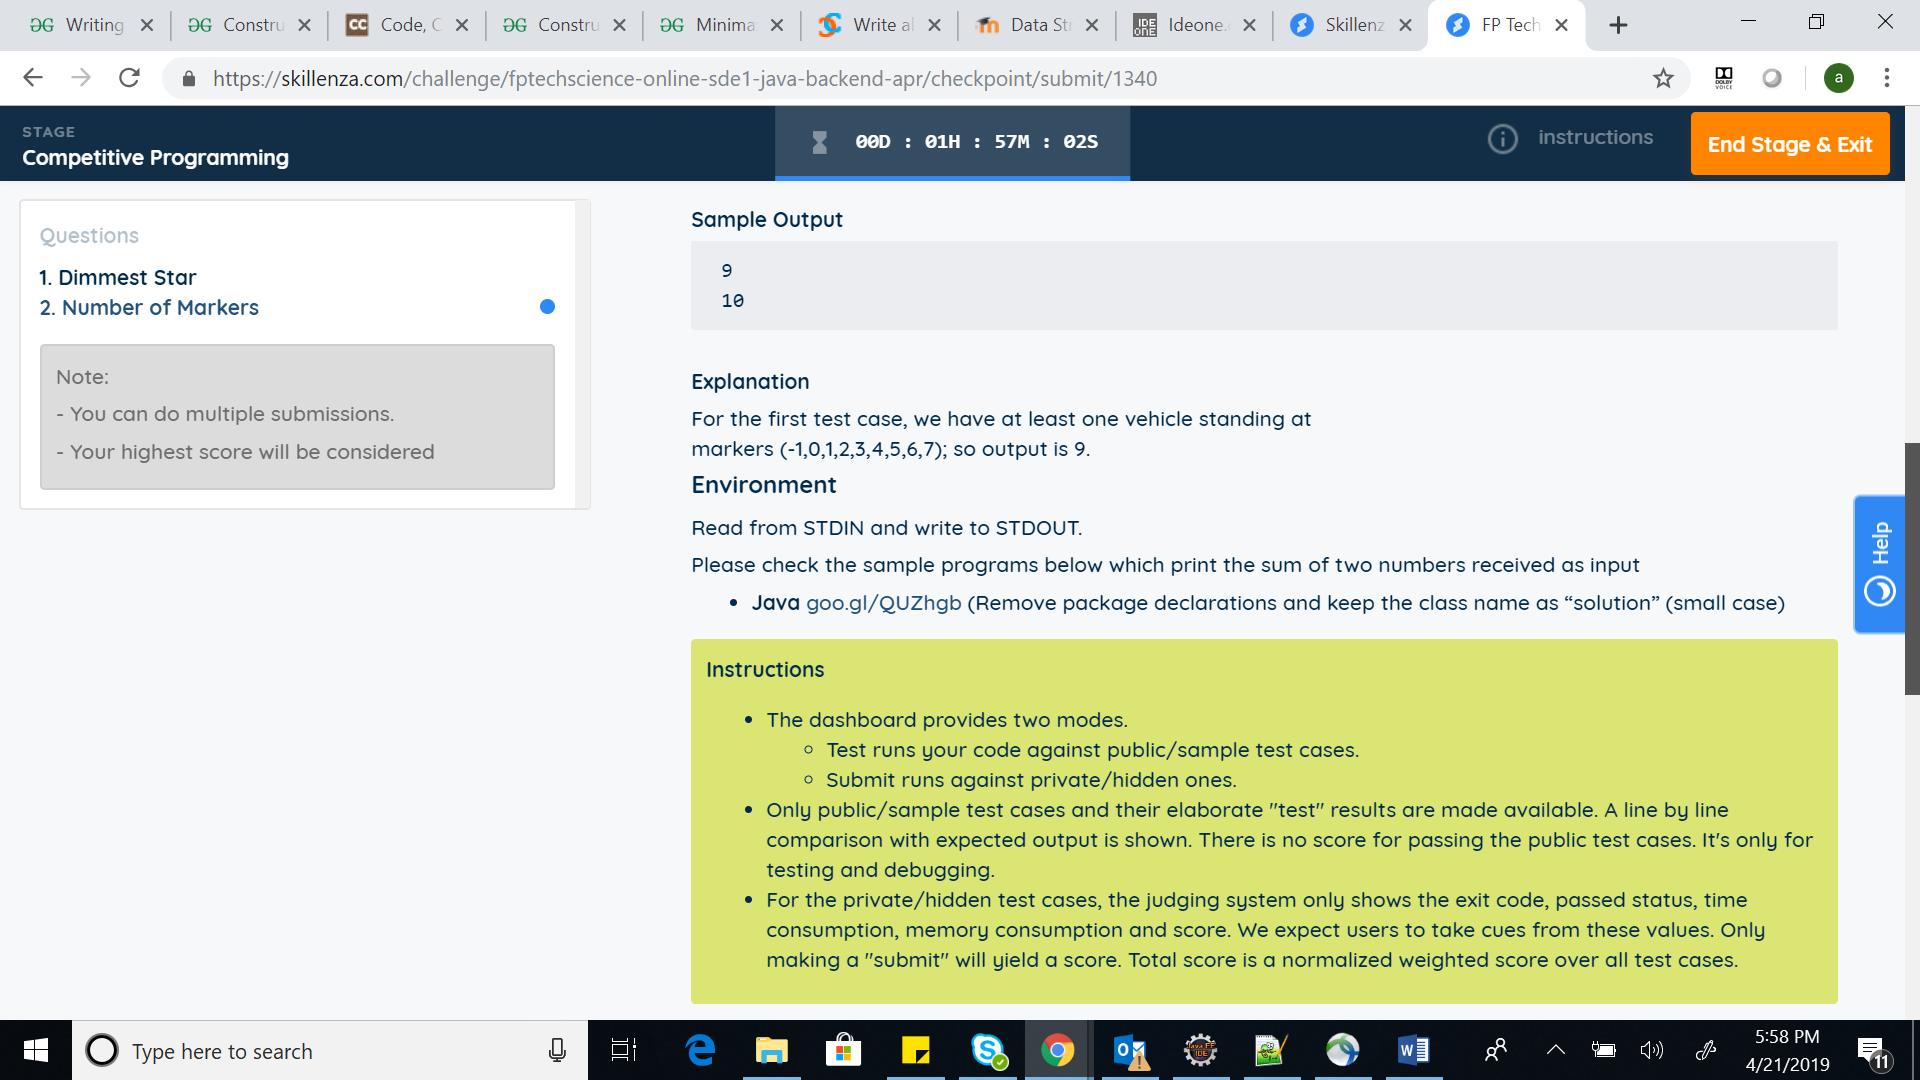 Writing
Constru
Code, C
Constru
Minima
Write al
Data St
Ideone.
Skillenz
FP Tech
https://skillenza.com/challenge/fptechscience-online-sde1-java-backend-apr/checkpoint/submit/1340
DOLBY VOICE
a
STAGE
Competitive Programming
00D : 01H : 57M : 02S
instructions
End Stage & Exit
Questions
1. Dimmest Star
2. Number of Markers
Note:
- You can do multiple submissions.
- Your highest score will be considered
Sample Output
9
10
Explanation
For the first test case, we have at least one vehicle standing at
markers (-1,0,1,2,3,4,5,6,7); so output is 9.
Environment
Read from STDIN and write to STDOUT.
Please check the sample programs below which print the sum of two numbers received as input
• Java goo.gl/QUZhgb (Remove package declarations and keep the class name as “solution” (small case)
Help
Instructions
• The dashboard provides two modes.
○ Test runs your code against public/sample test cases.
○ Submit runs against private/hidden ones.
• Only public/sample test cases and their elaborate "test" results are made available. A line by line
comparison with expected output is shown. There is no score for passing the public test cases. It's only for
testing and debugging.
• For the private/hidden test cases, the judging system only shows the exit code, passed status, time
consumption, memory consumption and score. We expect users to take cues from these values. Only
making a "submit" will yield a score. Total score is a normalized weighted score over all test cases.
Type here to search
5:58 PM
4/21/2019
11